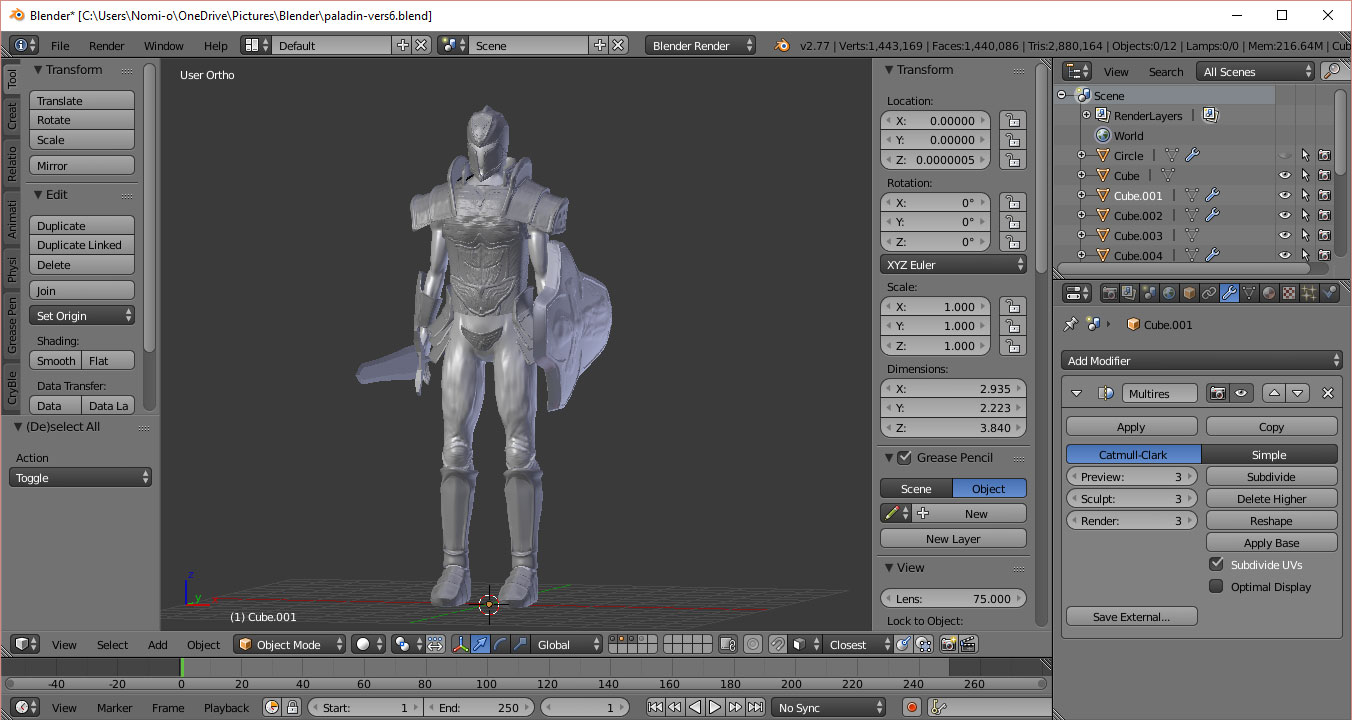 Blender* [C:\Users\Nomi-o\OneDrive\Pictures\Blender\paladin-vers6.blend]
File Render Window Help Default Scene Blender Render v2.77 | Verts:1,443,169 | Faces:1,440,086 | Tris:2,880,164 | Objects:0/12 | Lamps:0/0 | Mem:216.64M | Cub
Tool
Creat
Relatio
Animati
Physi
Grease Pen
CryBle
Transform
Translate
Rotate
Scale
Mirror
Edit
Duplicate
Duplicate Linked
Delete
Join
Set Origin
Shading:
Smooth Flat
Data Transfer:
Data Data La
(De)select All
Action
Toggle
User Ortho
z
y
(1) Cube.001
Transform
Location:
X: 0.00000
Y: 0.00000
Z: 0.0000005
Rotation:
X: 0°
Y: 0°
Z: 0°
XYZ Euler
Scale:
X: 1.000
Y: 1.000
Z: 1.000
Dimensions:
X: 2.935
Y: 2.223
Z: 3.840
Grease Pencil
Scene Object
New
New Layer
View
Lens: 75.000
Lock to Object:
View Search All Scenes
Scene
RenderLayers |
World
Circle |
Cube |
Cube.001 |
Cube.002 |
Cube.003 |
Cube.004 |
Cube.001
Add Modifier
Multires
Apply Copy
Catmull-Clark Simple
Preview: 3 Subdivide
Sculpt: 3 Delete Higher
Render: 3 Reshape
Apply Base
Subdivide UVs
Optimal Display
Save External...
View Select Add Object Object Mode Global Closest
-40 -20 0 20 40 60 80 100 120 140 160 180 200 220 240 260
View Marker Frame Playback Start: 1 End: 250 1 No Sync